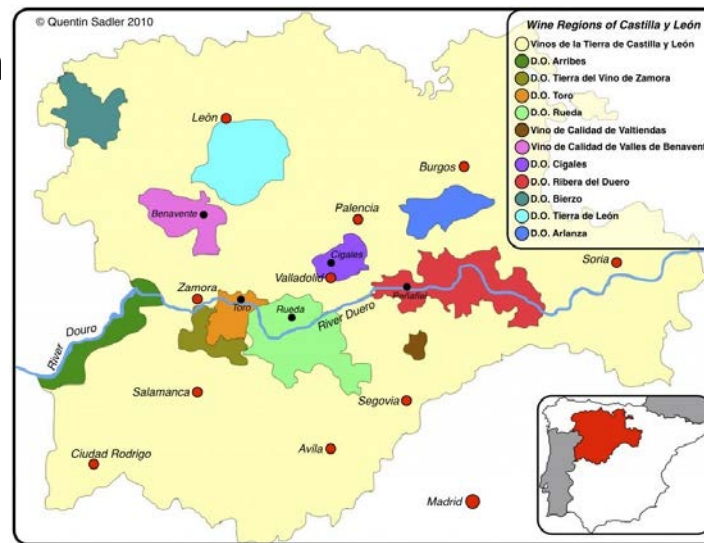 © Quentin Sadler 2010
Wine Regions of Castilla y León
Vinos de la Tierra de Castilla y León
D.O. Arribes
D.O. Tierra del Vino de Zamora
D.O. Toro
D.O. Rueda
Vino de Calidad de Valtiendas
Vino de Calidad de Valles de Benavent
D.O. Cigales
D.O. Ribera del Duero
D.O. Bierzo
D.O. Tierra de León
D.O. Arlanza
León
Burgos
Benavente
Palencia
Cigales
Soria
Valladolid
Zamora
Toro
Rueda
Peñafiel
River Duero
River Douro
Salamanca
Segovia
Ciudad Rodrigo
Avila
Madrid